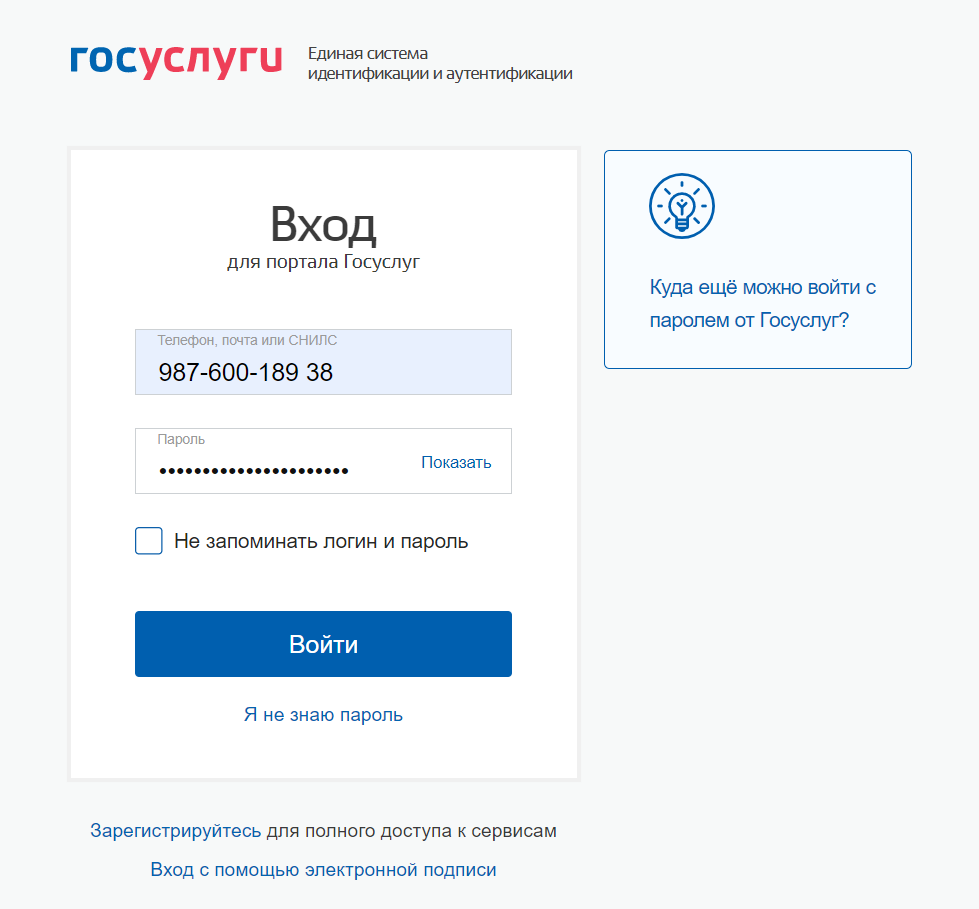 госуслуги
Единая система
идентификации и аутентификации
Вход
для портала Госуслуг
Телефон, почта или СНИЛС
987-600-189 38
Пароль
••••••••••••••••••••••
Показать
Не запоминать логин и пароль
Войти
Я не знаю пароль
Зарегистрируйтесь для полного доступа к сервисам
Вход с помощью электронной подписи
Куда ещё можно войти с
паролем от Госуслуг?